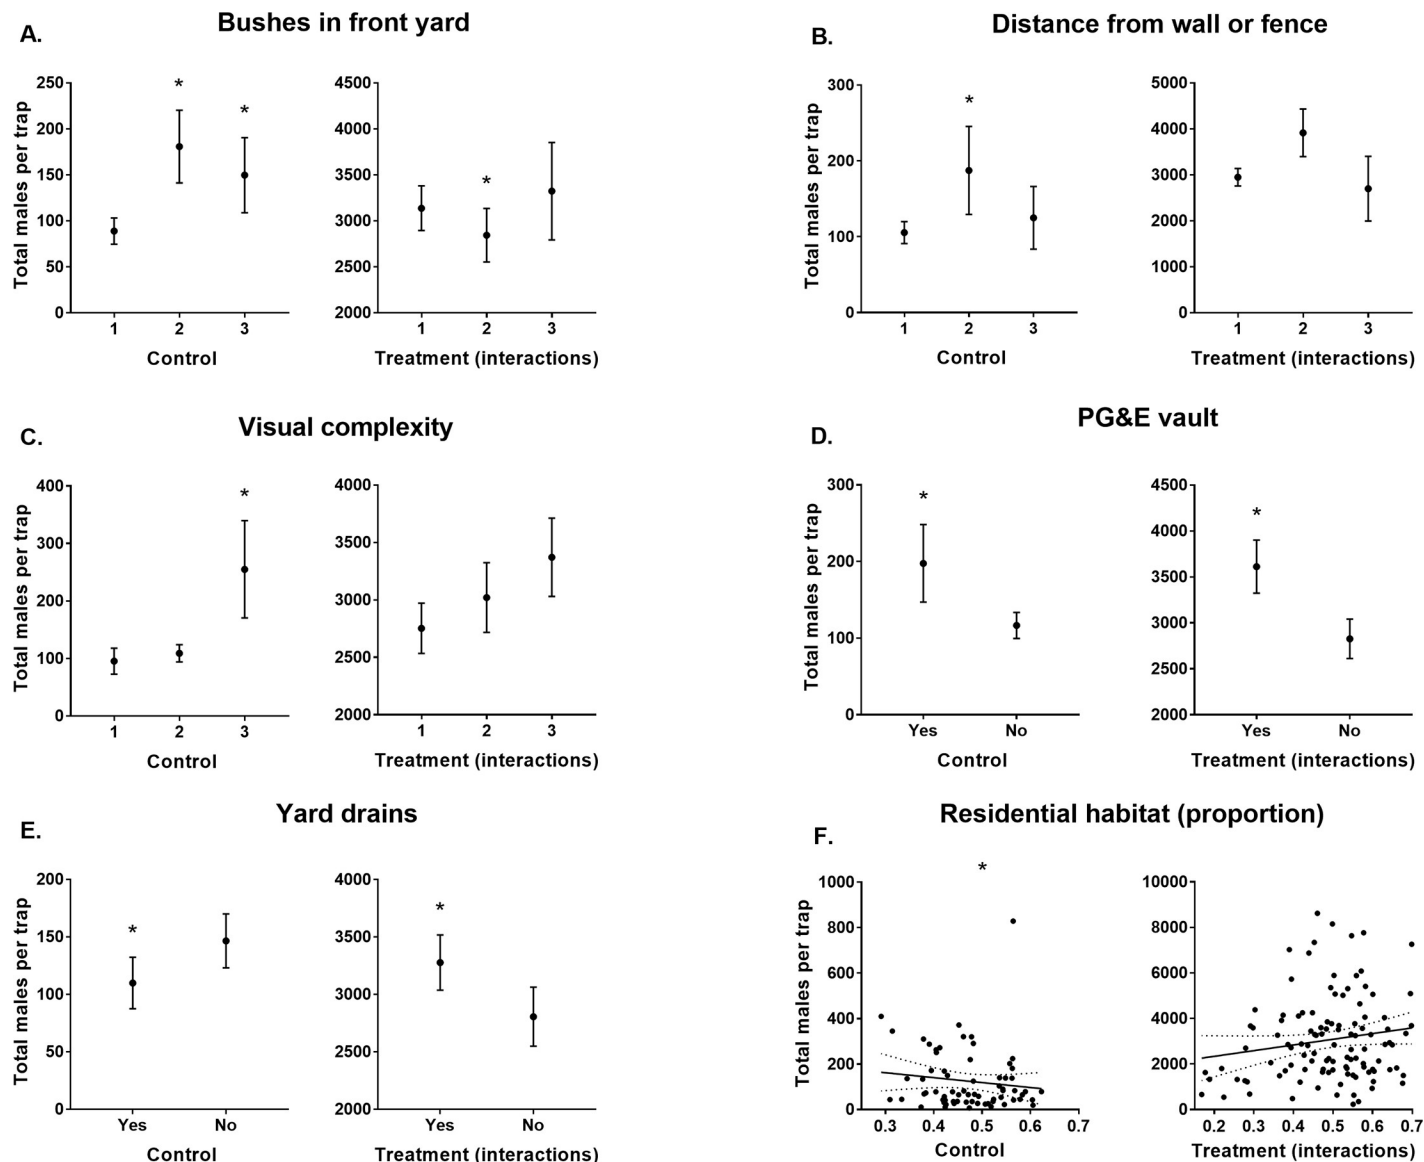 A.
Bushes in front yard
Total males per trap
250
200
150
100
50
0
*
*
1 2 3
Control
4500
4000
3500
3000
2500
2000
*
1 2 3
Treatment (interactions)
B.
Distance from wall or fence
Total males per trap
300
200
100
0
*
1 2 3
Control
5000
4000
3000
2000
1000
0
1 2 3
Treatment (interactions)
C.
Visual complexity
Total males per trap
400
300
200
100
0
*
1 2 3
Control
4000
3500
3000
2500
2000
1 2 3
Treatment (interactions)
D.
PG&E vault
Total males per trap
300
200
100
0
*
Yes No
Control
4500
4000
3500
3000
2500
2000
*
Yes No
Treatment (interactions)
E.
Yard drains
Total males per trap
200
150
100
50
0
*
Yes No
Control
4000
3500
3000
2500
2000
*
Yes No
Treatment (interactions)
F.
Residential habitat (proportion)
Total males per trap
1000
800
600
400
200
0
*
0.3 0.4 0.5 0.6 0.7
Control
10000
8000
6000
4000
2000
0
0.2 0.3 0.4 0.5 0.6 0.7
Treatment (interactions)